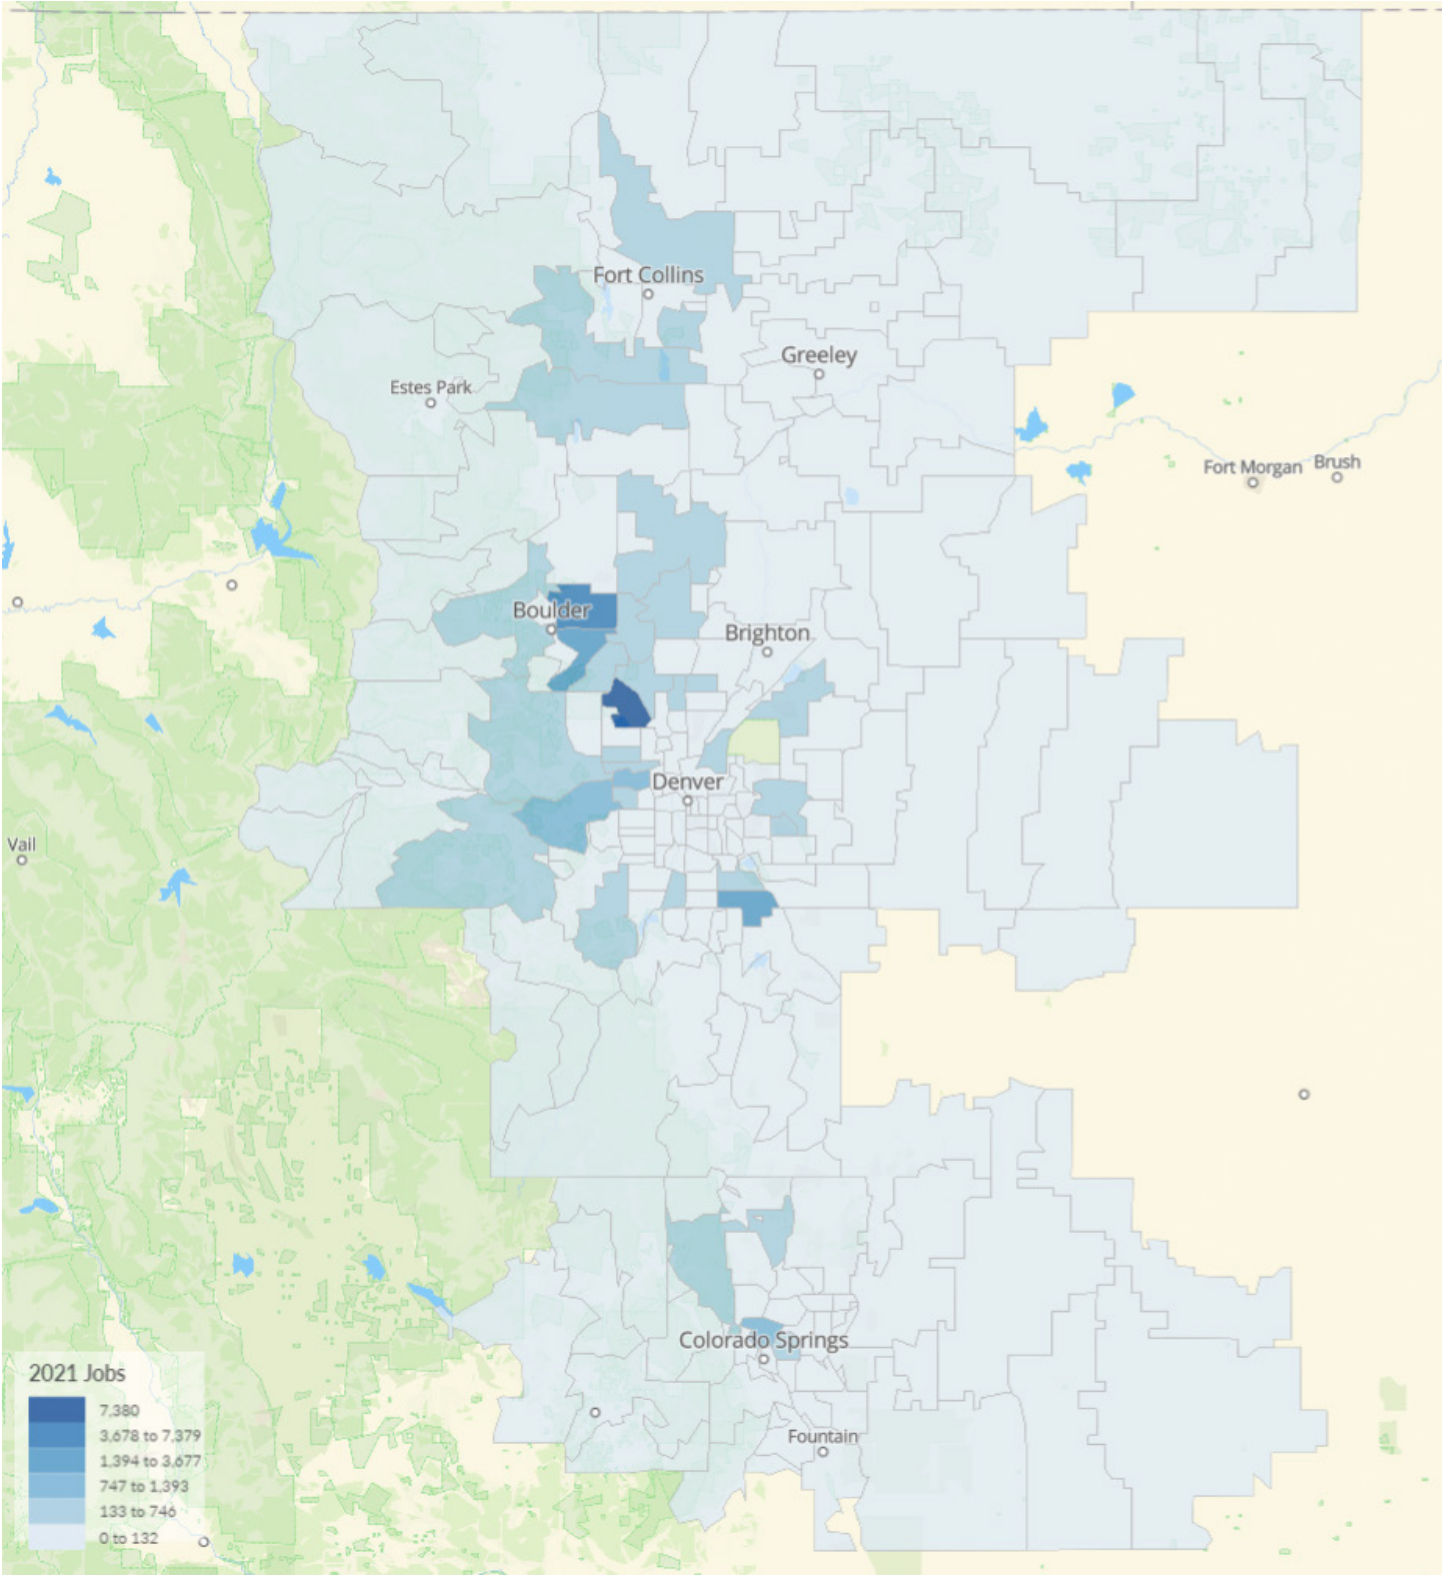 Fort Collins
Greeley
Estes Park
Fort Morgan
Brush
Boulder
Brighton
Denver
Vail
Colorado Springs
Fountain
2021 Jobs
7,380
3,678 to 7,379
1,394 to 3,677
747 to 1,393
133 to 746
0 to 132